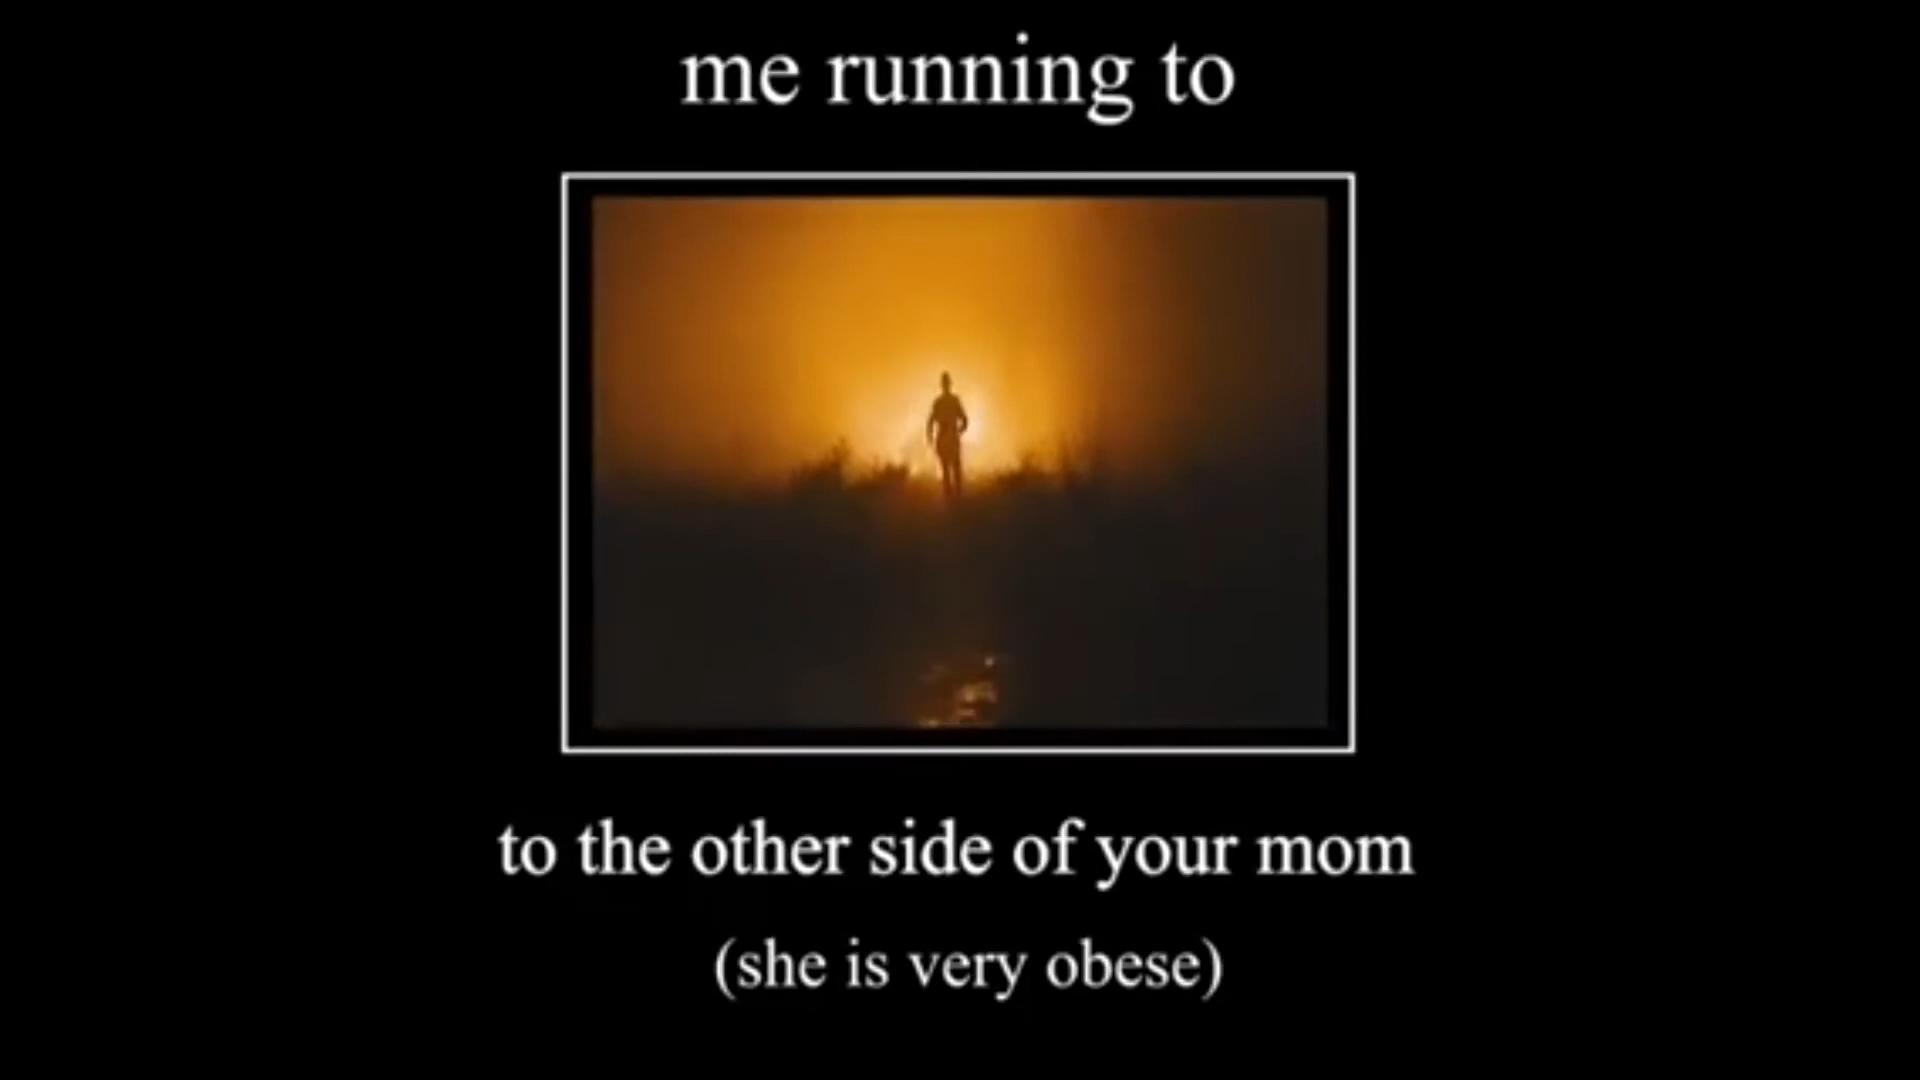 me running to
to the other side of your mom
(she is very obese)